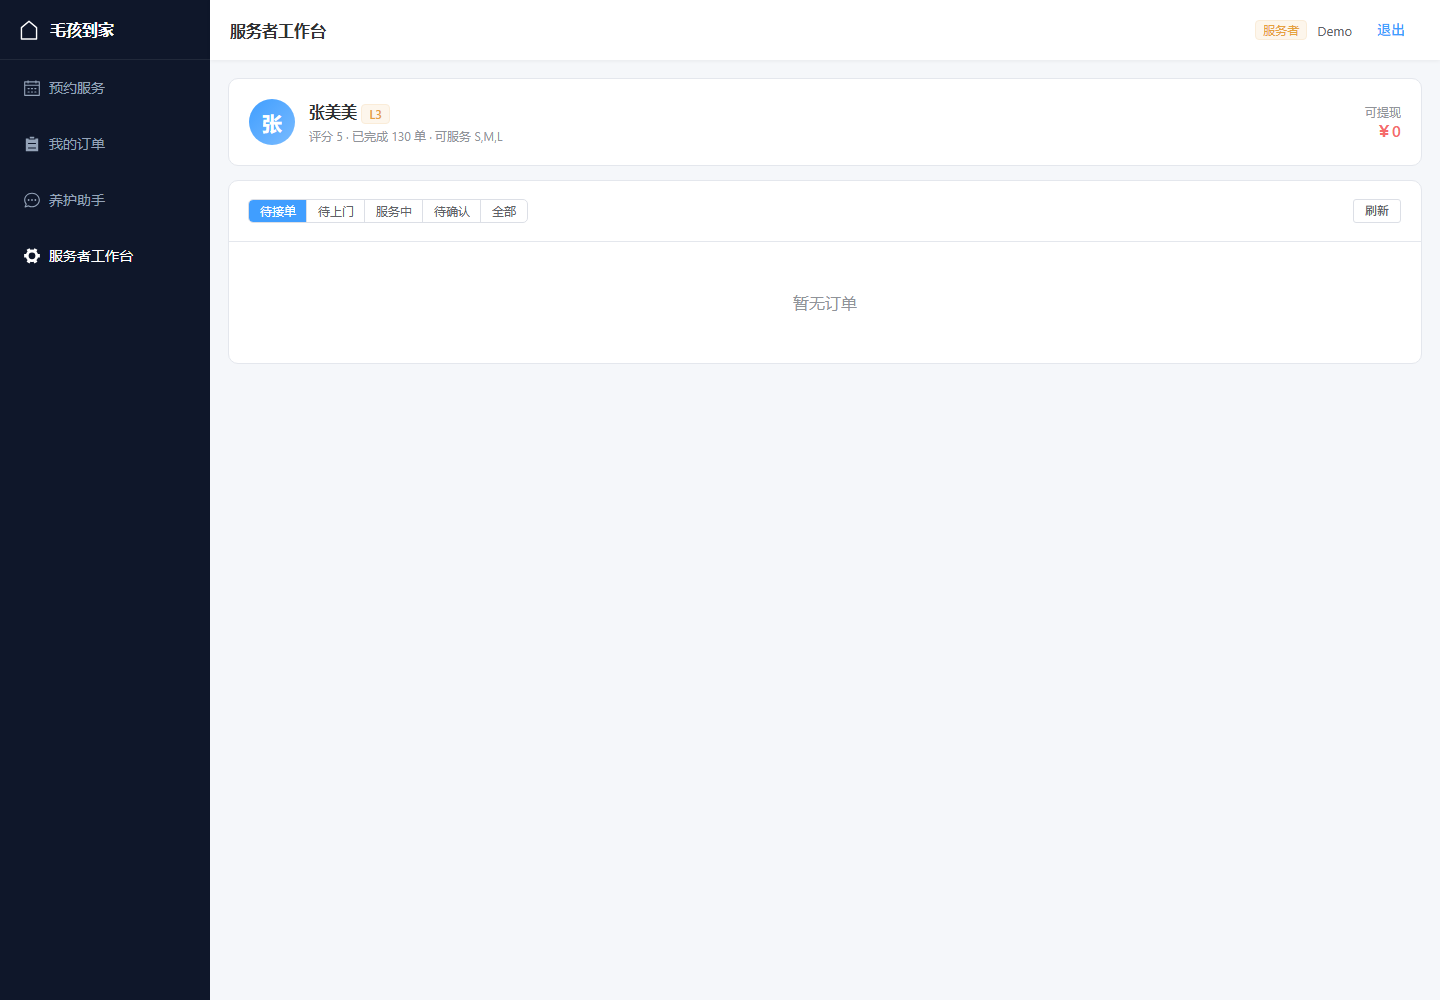 毛孩到家
预约服务
我的订单
养护助手
服务者工作台
服务者工作台
服务者 Demo 退出
张
张美美 L3
评分 5 · 已完成 130 单 · 可服务 S,M,L
可提现
¥0
待接单 待上门 服务中 待确认 全部
刷新
暂无订单